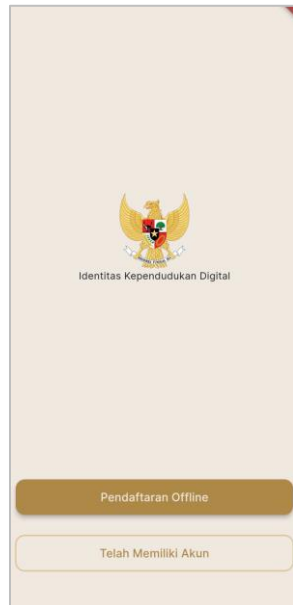 Identitas Kependudukan Digital
Pendaftaran Offline
Telah Memiliki Akun